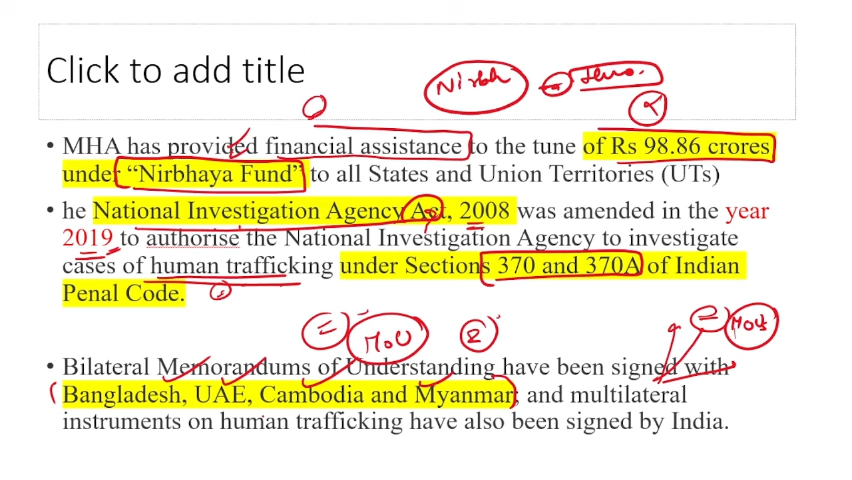 Nirbh
Click to add title
• MHA has provided financial assistance to the tune of Rs 98.86 crores
under “Nirbhaya Fund” to all States and Union Territories (UTs)
• he National Investigation Agency Act, 2008 was amended in the year
2019 to authorise the National Investigation Agency to investigate
cases of human trafficking under Sections 370 and 370A of Indian
Penal Code.
MoU
• Bilateral Memorandums of Understanding have been signed with
Bangladesh, UAE, Cambodia and Myanmar, and multilateral
instruments on human trafficking have also been signed by India.